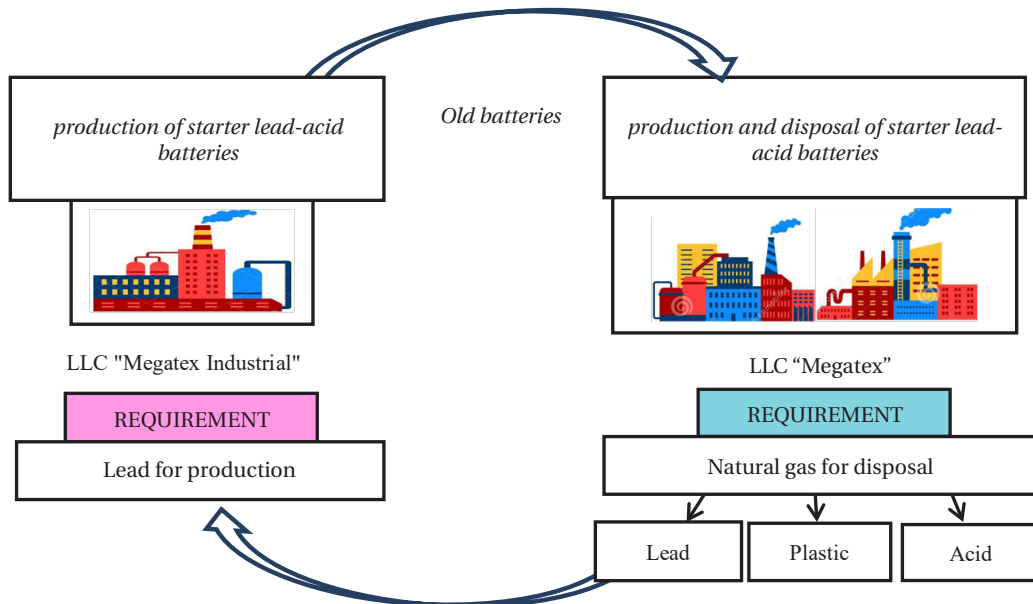 production of starter lead-acid
batteries
Old batteries
production and disposal of starter lead-
acid batteries
LLC "Megatex Industrial"
LLC “Megatex”
REQUIREMENT
REQUIREMENT
Lead for production
Natural gas for disposal
Lead
Plastic
Acid